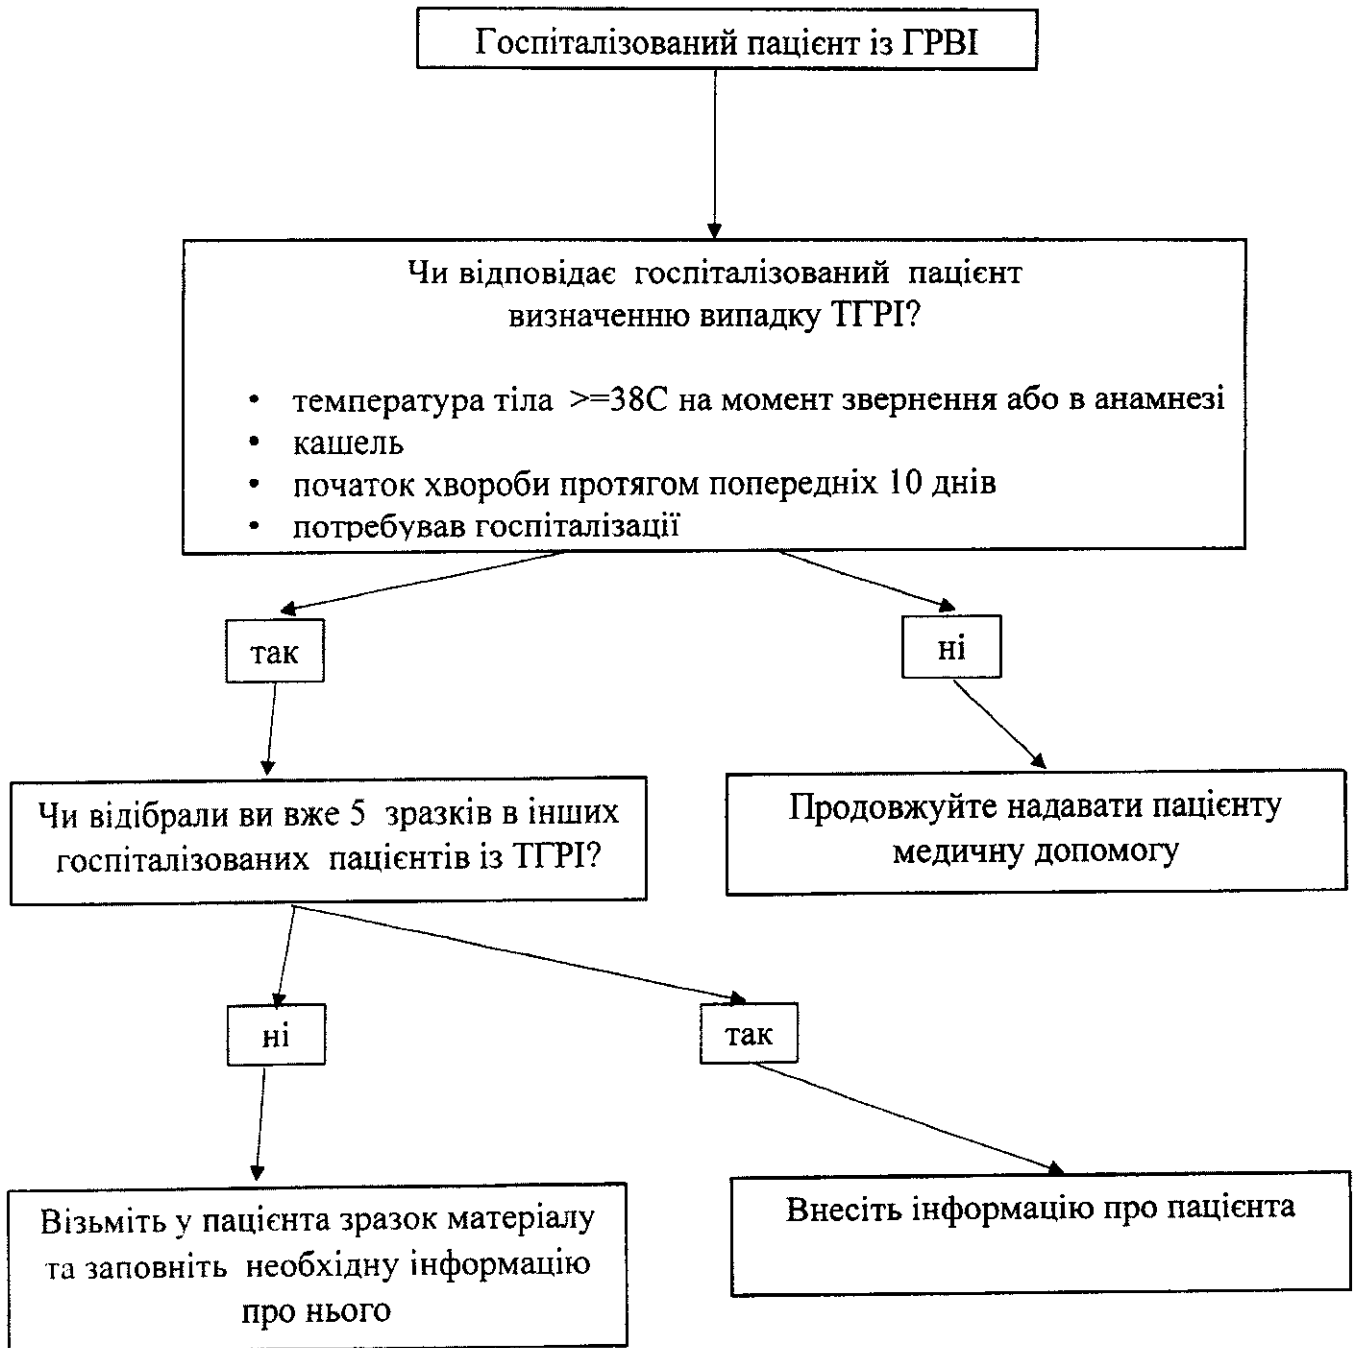 Госпіталізований пацієнт із ГРВІ
Чи відповідає госпіталізований пацієнт
визначенню випадку ТГРІ?
• температура тіла >=38С на момент звернення або в анамнезі
• кашель
• початок хвороби протягом попередніх 10 днів
• потребував госпіталізації
так
ні
Чи відібрали ви вже 5 зразків в інших
госпіталізованих пацієнтів із ТГРІ?
Продовжуйте надавати пацієнту
медичну допомогу
ні
так
Візьміть у пацієнта зразок матеріалу
та заповніть необхідну інформацію
про нього
Внесіть інформацію про пацієнта